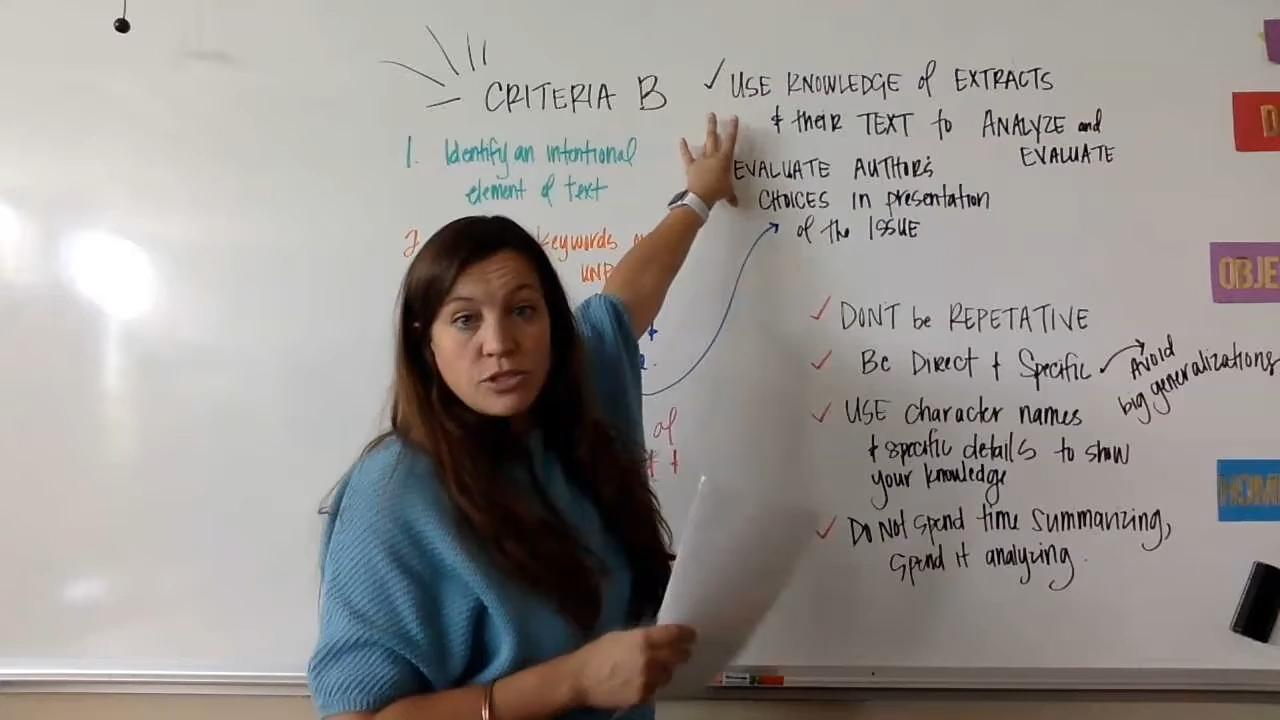 CRITERIA B
1. Identify an intentional
element of text
2. keywords
✓ USE KNOWLEDGE of EXTRACTS
& their TEXT to ANALYZE and
EVALUATE
EVALUATE AUTHOR'S
CHOICES in presentation
of the ISSUE
✓ DON'T be REPETATIVE
✓ Be Direct & Specific
Avoid
big generalizations
✓ USE character names
& specific details to show
your knowledge
✓ Do Not spend time summarizing,
spend it analyzing.
of
OBJE
HOM